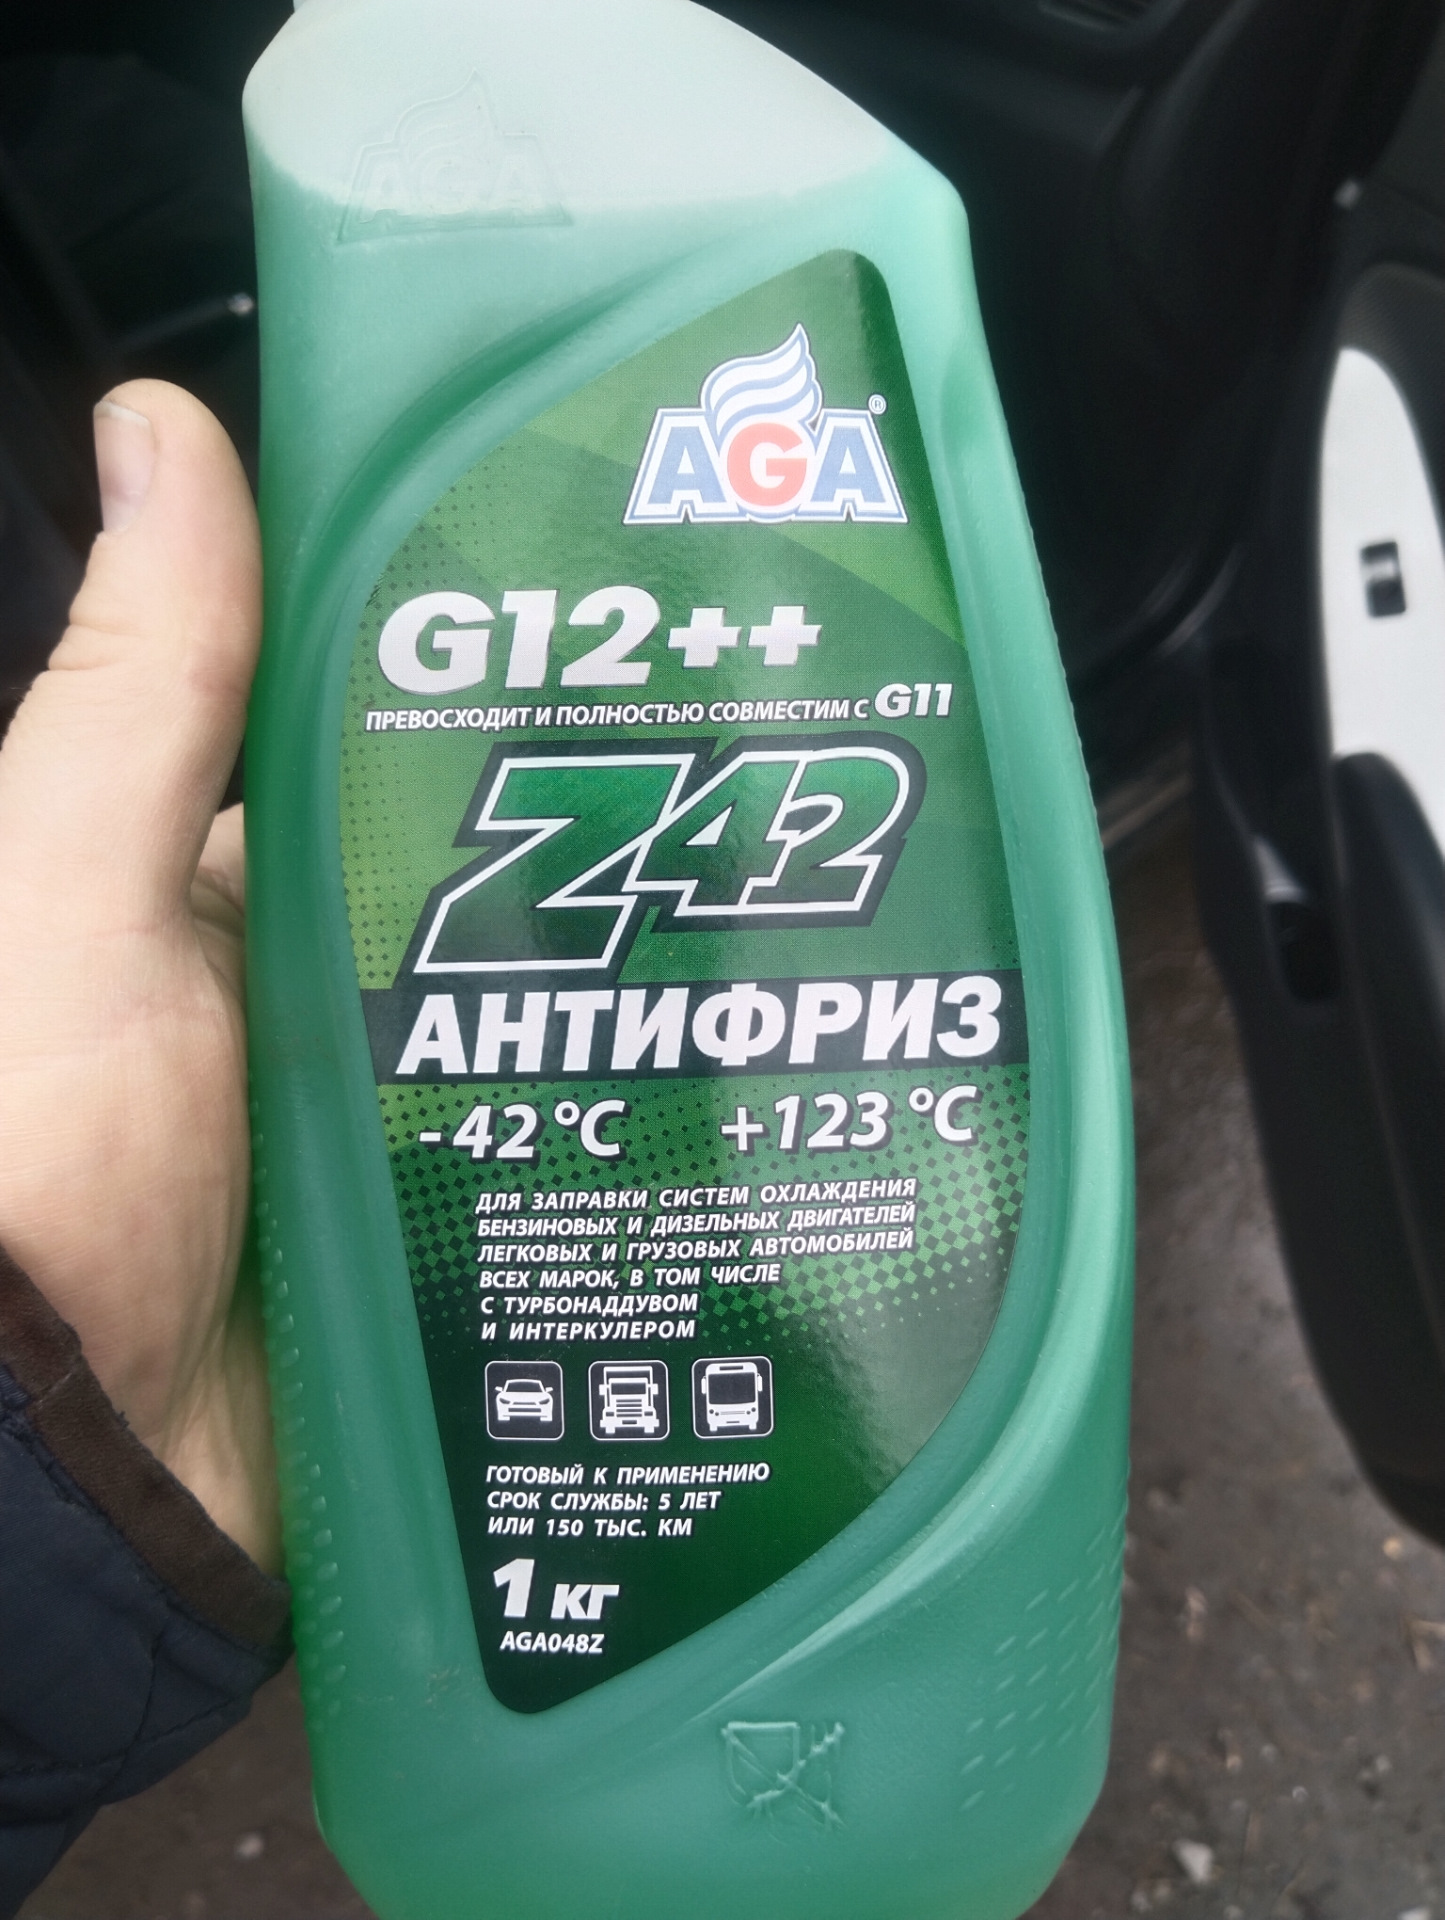 AGA
AGA®
G12++
ПРЕВОСХОДИТ И ПОЛНОСТЬЮ СОВМЕСТИМ С G11
Z42
АНТИФРИЗ
-42 °C +123 °C
ДЛЯ ЗАПРАВКИ СИСТЕМ ОХЛАЖДЕНИЯ
БЕНЗИНОВЫХ И ДИЗЕЛЬНЫХ ДВИГАТЕЛЕЙ
ЛЕГКОВЫХ И ГРУЗОВЫХ АВТОМОБИЛЕЙ
ВСЕХ МАРОК, В ТОМ ЧИСЛЕ
С ТУРБОНАДДУВОМ
И ИНТЕРКУЛЕРОМ
ГОТОВЫЙ К ПРИМЕНЕНИЮ
СРОК СЛУЖБЫ: 5 ЛЕТ
ИЛИ 150 ТЫС. КМ
1 КГ
AGA048Z